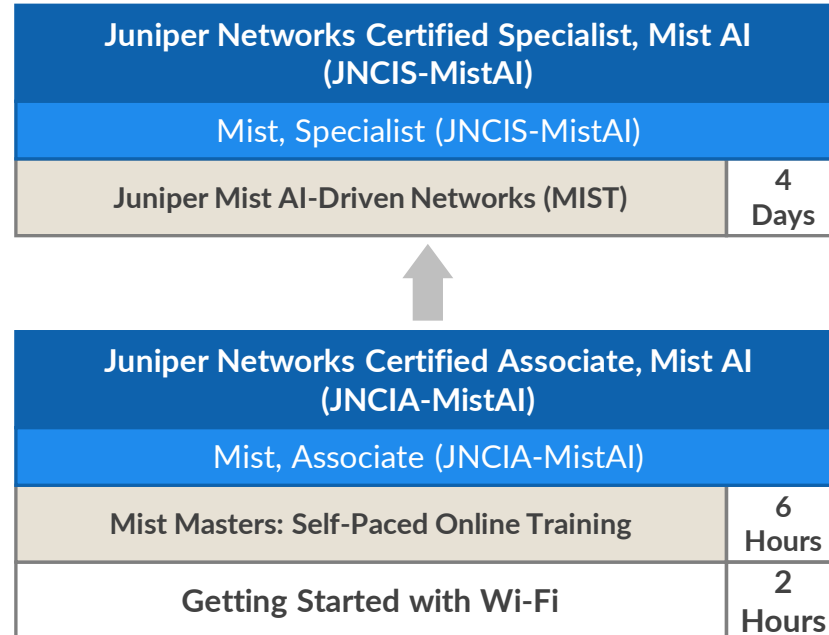 Juniper Networks Certified Specialist, Mist AI
(JNCIS-MistAI)
Mist, Specialist (JNCIS-MistAI)
Juniper Mist AI-Driven Networks (MIST)
4
Days
Juniper Networks Certified Associate, Mist AI
(JNCIA-MistAI)
Mist, Associate (JNCIA-MistAI)
Mist Masters: Self-Paced Online Training
6
Hours
Getting Started with Wi-Fi
2
Hours